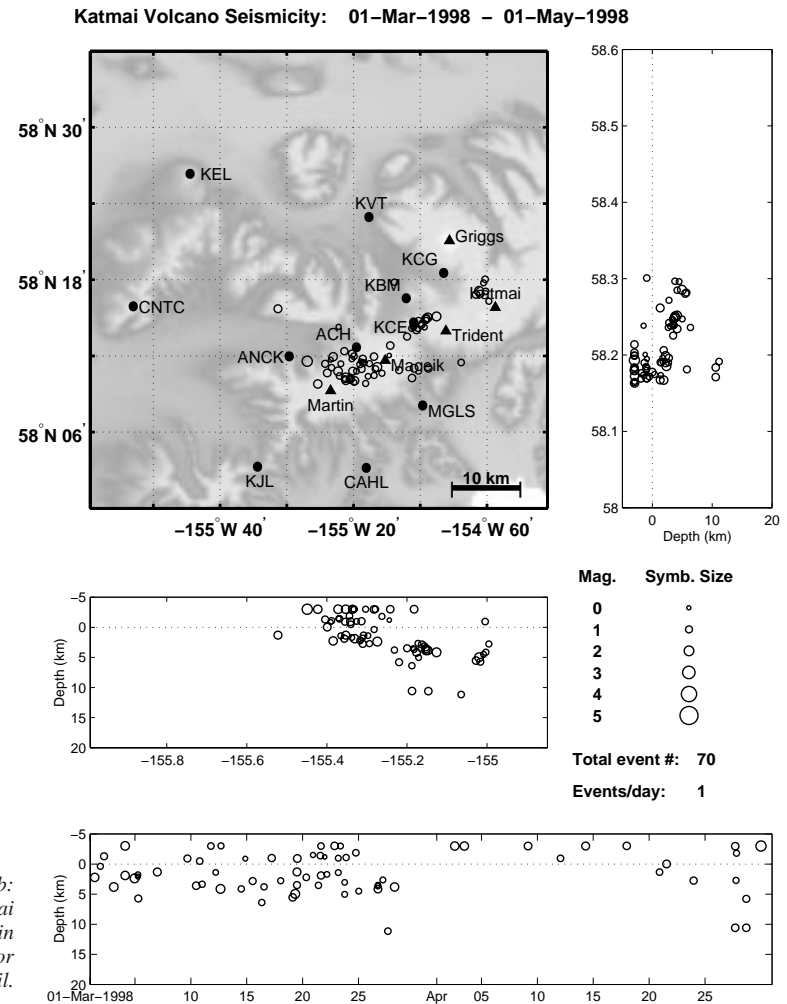 Katmai Volcano Seismicity: 01−Mar−1998 − 01−May−1998
58°N 30'
58°N 18'
58°N 06'
−155°W 40'
−155°W 20'
−154°W 60'
KEL
KVT
Griggs
KCG
KBM
Katmai
CNTC
KCE
Trident
ACH
ANCK
Mageik
Martin
MGLS
KJL
CAHL
10 km
58.6
58.5
58.4
58.3
58.2
58.1
58
0 10 20
Depth (km)
−5
0
5
10
15
20
Depth (km)
−155.8 −155.6 −155.4 −155.2 −155
Mag. Symb. Size
0
1
2
3
4
5
Total event #: 70
Events/day: 1
−5
0
5
10
15
20
Depth (km)
01−Mar−1998 10 15 20 25 Apr 05 10 15 20 25
b:
ai
in
or
il.